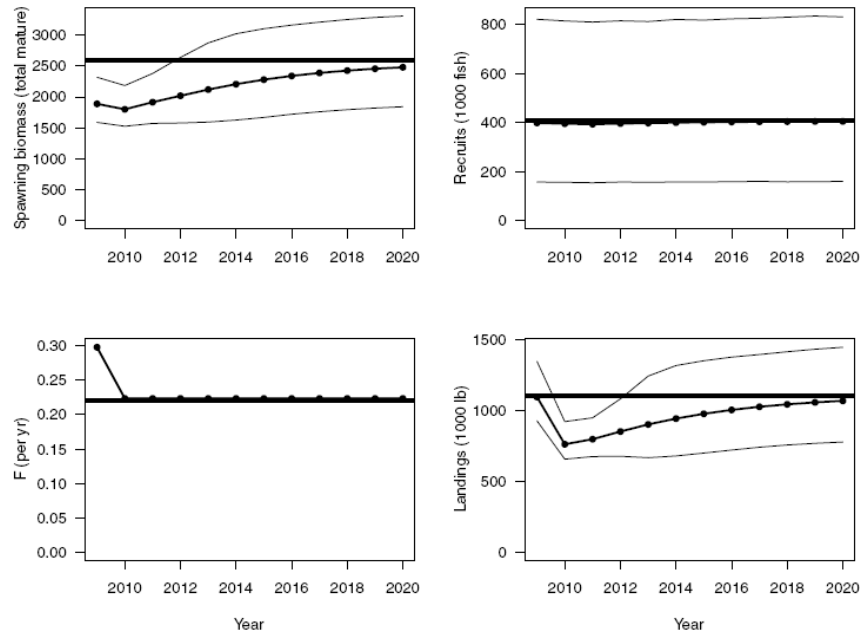 Spawning biomass (total mature)
3000
2500
2000
1500
1000
500
0
2010 2012 2014 2016 2018 2020
Recruits (1000 fish)
800
600
400
200
0
2010 2012 2014 2016 2018 2020
F (per yr)
0.30
0.25
0.20
0.15
0.10
0.05
0.00
2010 2012 2014 2016 2018 2020
Year
Landings (1000 lb)
1500
1000
500
0
2010 2012 2014 2016 2018 2020
Year